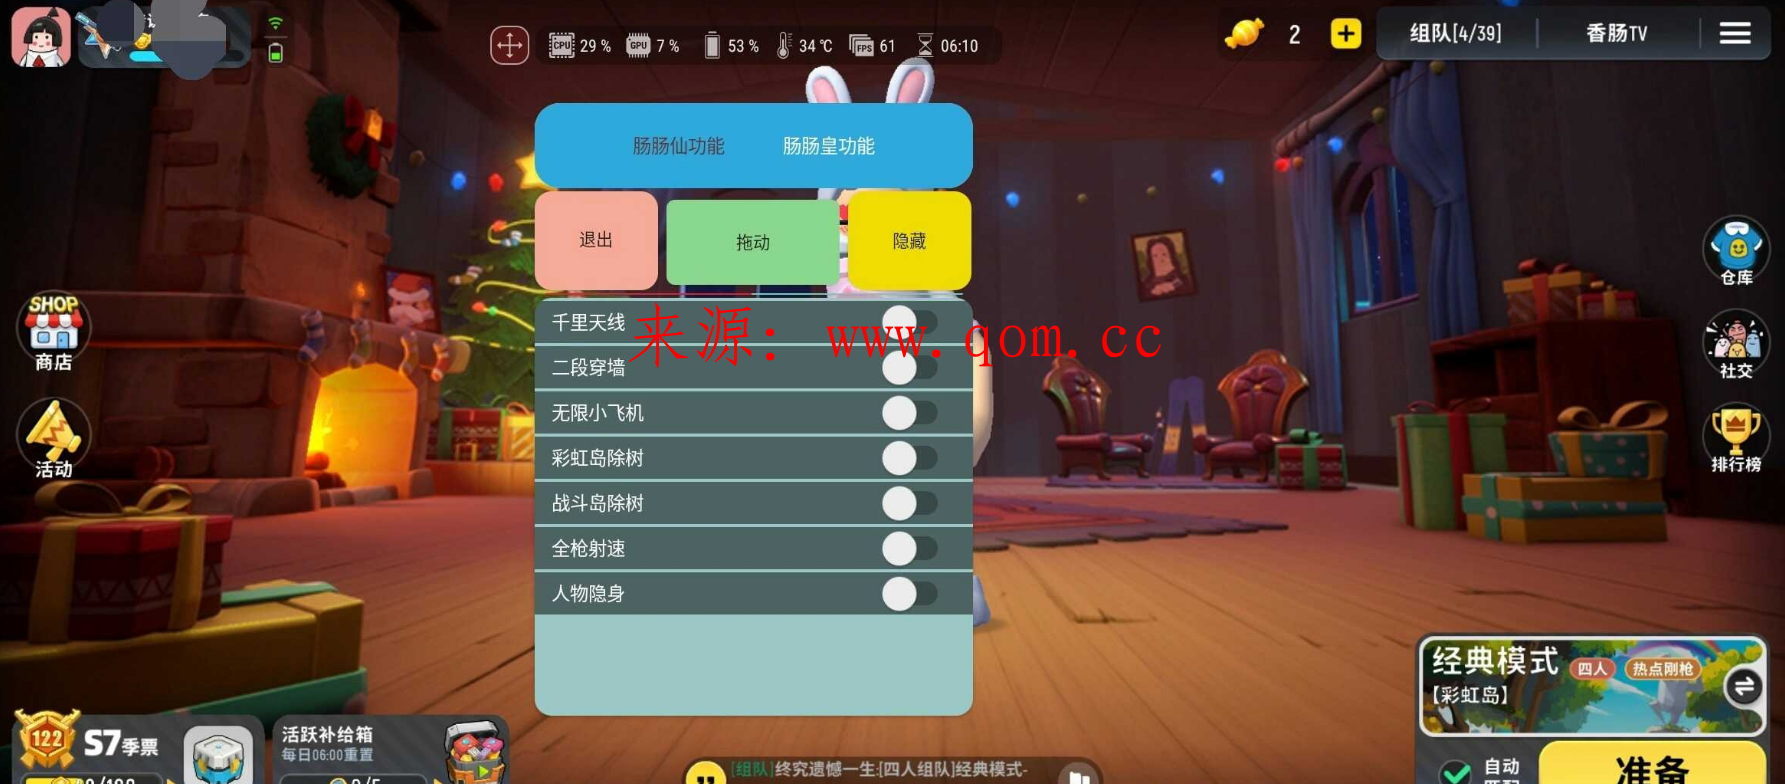 CPU 29 % GPU 7 % 53 % 34 ℃ FPS 61 06:10
2
组队[4/39]
香肠TV
肠肠仙功能
肠肠皇功能
退出
拖动
隐藏
来源：www.qom.cc
千里天线
二段穿墙
无限小飞机
彩虹岛除树
战斗岛除树
全枪射速
人物隐身
SHOP
商店
活动
仓库
社交
排行榜
经典模式
四人
热点刚枪
【彩虹岛】
自动
准备
122
S7季票
活跃补给箱
每日06:00重置
[组队]终究遗憾一生:[四人组队]经典模式-